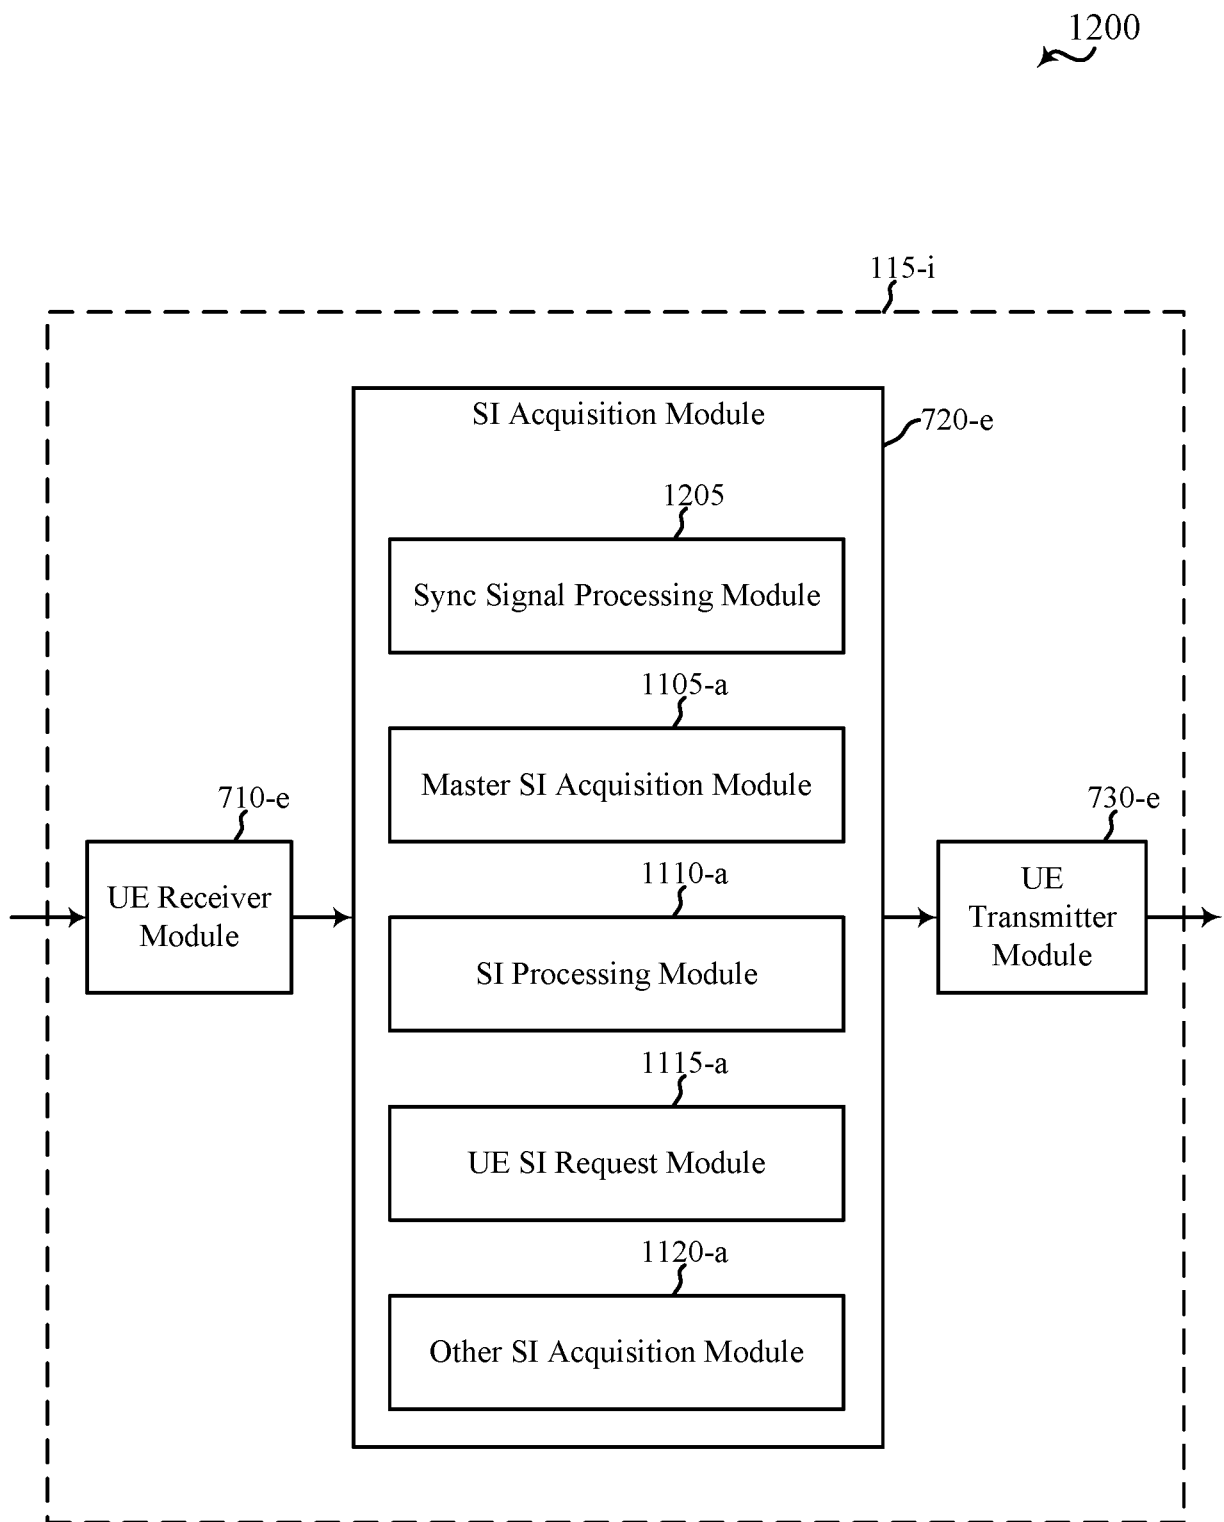 1200
115-i
SI Acquisition Module
720-e
1205
Sync Signal Processing Module
1105-a
Master SI Acquisition Module
710-e
UE Receiver
Module
1110-a
SI Processing Module
730-e
UE
Transmitter
Module
1115-a
UE SI Request Module
1120-a
Other SI Acquisition Module